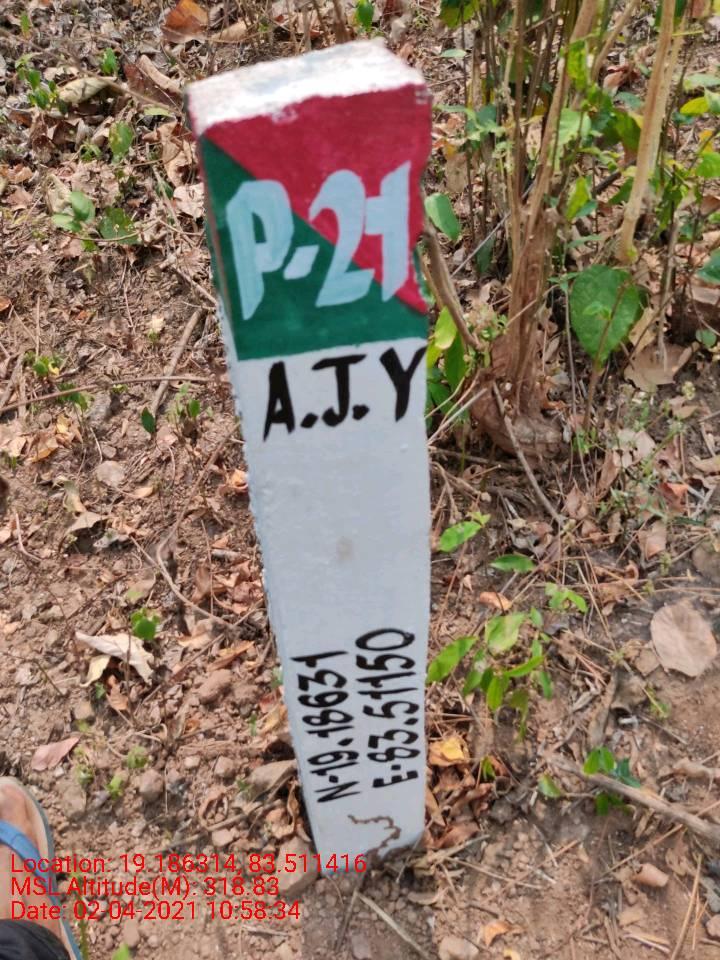 P-21
A.J.Y
N-19.18631
E-83.51150
Location: 19.186314, 83.511416
MSL Altitude(M): 318.83
Date: 02-04-2021 10:58:34